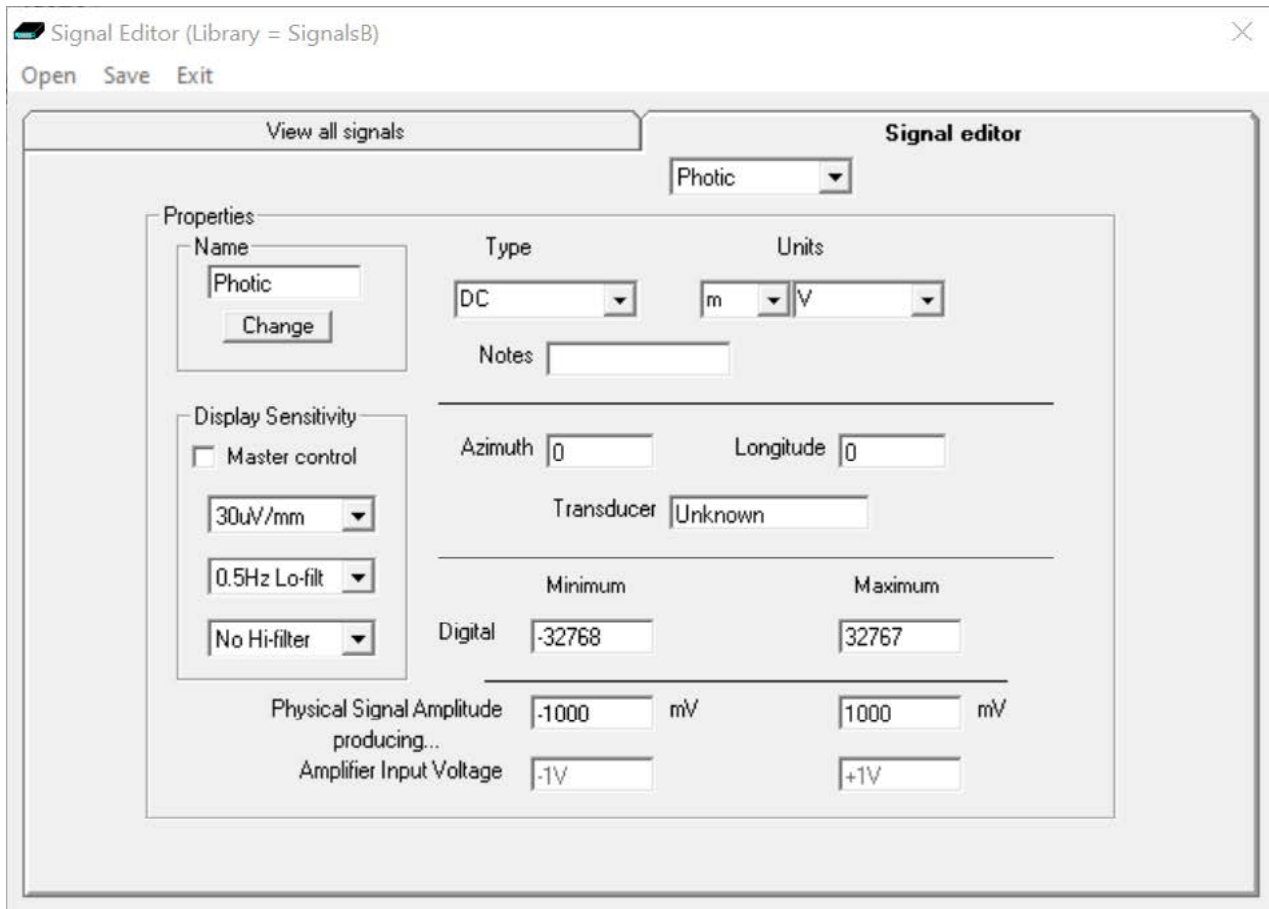 Signal Editor (Library = SignalsB)
Open Save Exit
View all signals Signal editor
Photic
Properties
Name Type Units
Photic DC m V
Change
Notes
Display Sensitivity
Master control Azimuth 0 Longitude 0
30uV/mm Transducer Unknown
0.5Hz Lo-filt Minimum Maximum
No Hi-filter Digital -32768 32767
Physical Signal Amplitude -1000 mV 1000 mV
producing...
Amplifier Input Voltage -1V +1V